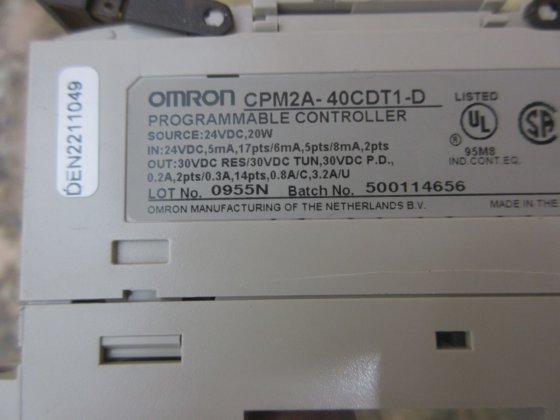 DEN2211049
OMRON CPM2A-40CDT1-D
PROGRAMMABLE CONTROLLER
SOURCE:24VDC,20W
IN:24VDC,5mA,17pts/6mA,5pts/8mA,2pts
OUT:30VDC RES/30VDC TUN,30VDC P.D.,
0.2A,2pts/0.3A,14pts,0.8A/C,3.2A/U
LOT No. 0955N Batch No. 500114656
OMRON MANUFACTURING OF THE NETHERLANDS B.V.
MADE IN THE
LISTED
UL
®
95M8
IND.CONT.EQ.